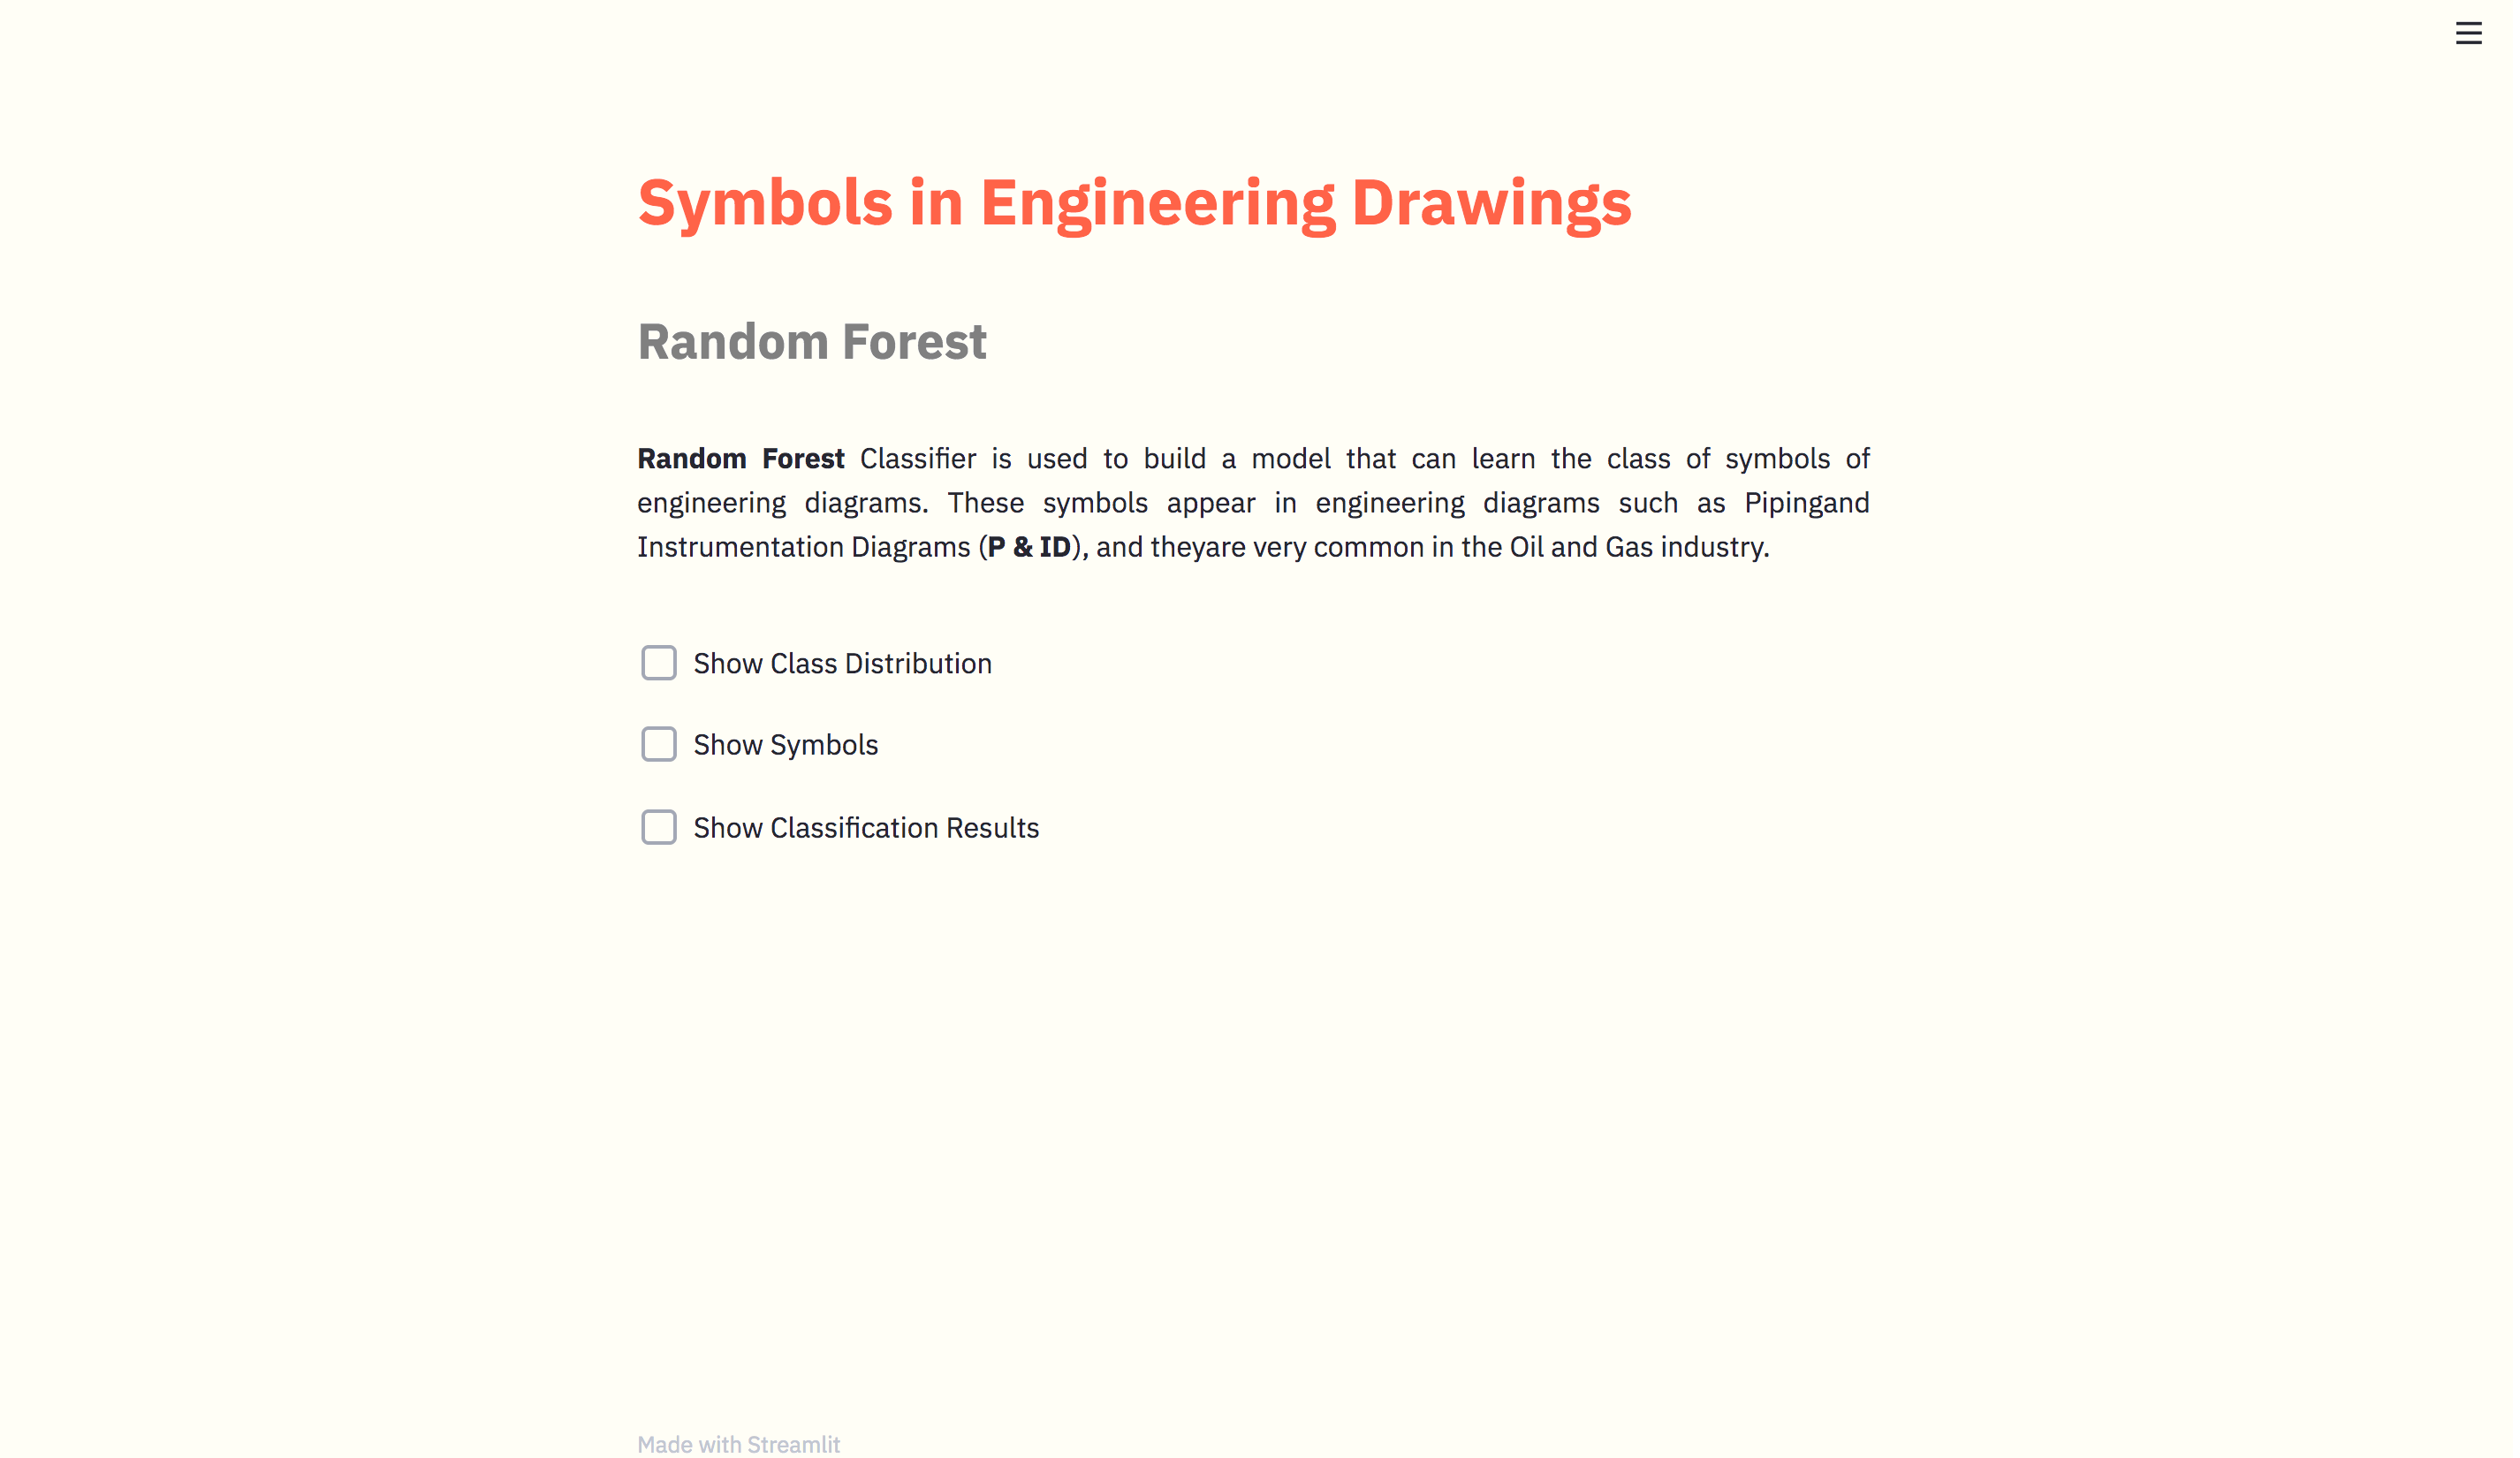 Symbols in Engineering Drawings
Random Forest
Random Forest Classifier is used to build a model that can learn the class of symbols of
engineering diagrams. These symbols appear in engineering diagrams such as Pipingand
Instrumentation Diagrams (P & ID), and theyare very common in the Oil and Gas industry.
Show Class Distribution
Show Symbols
Show Classification Results
Made with Streamlit